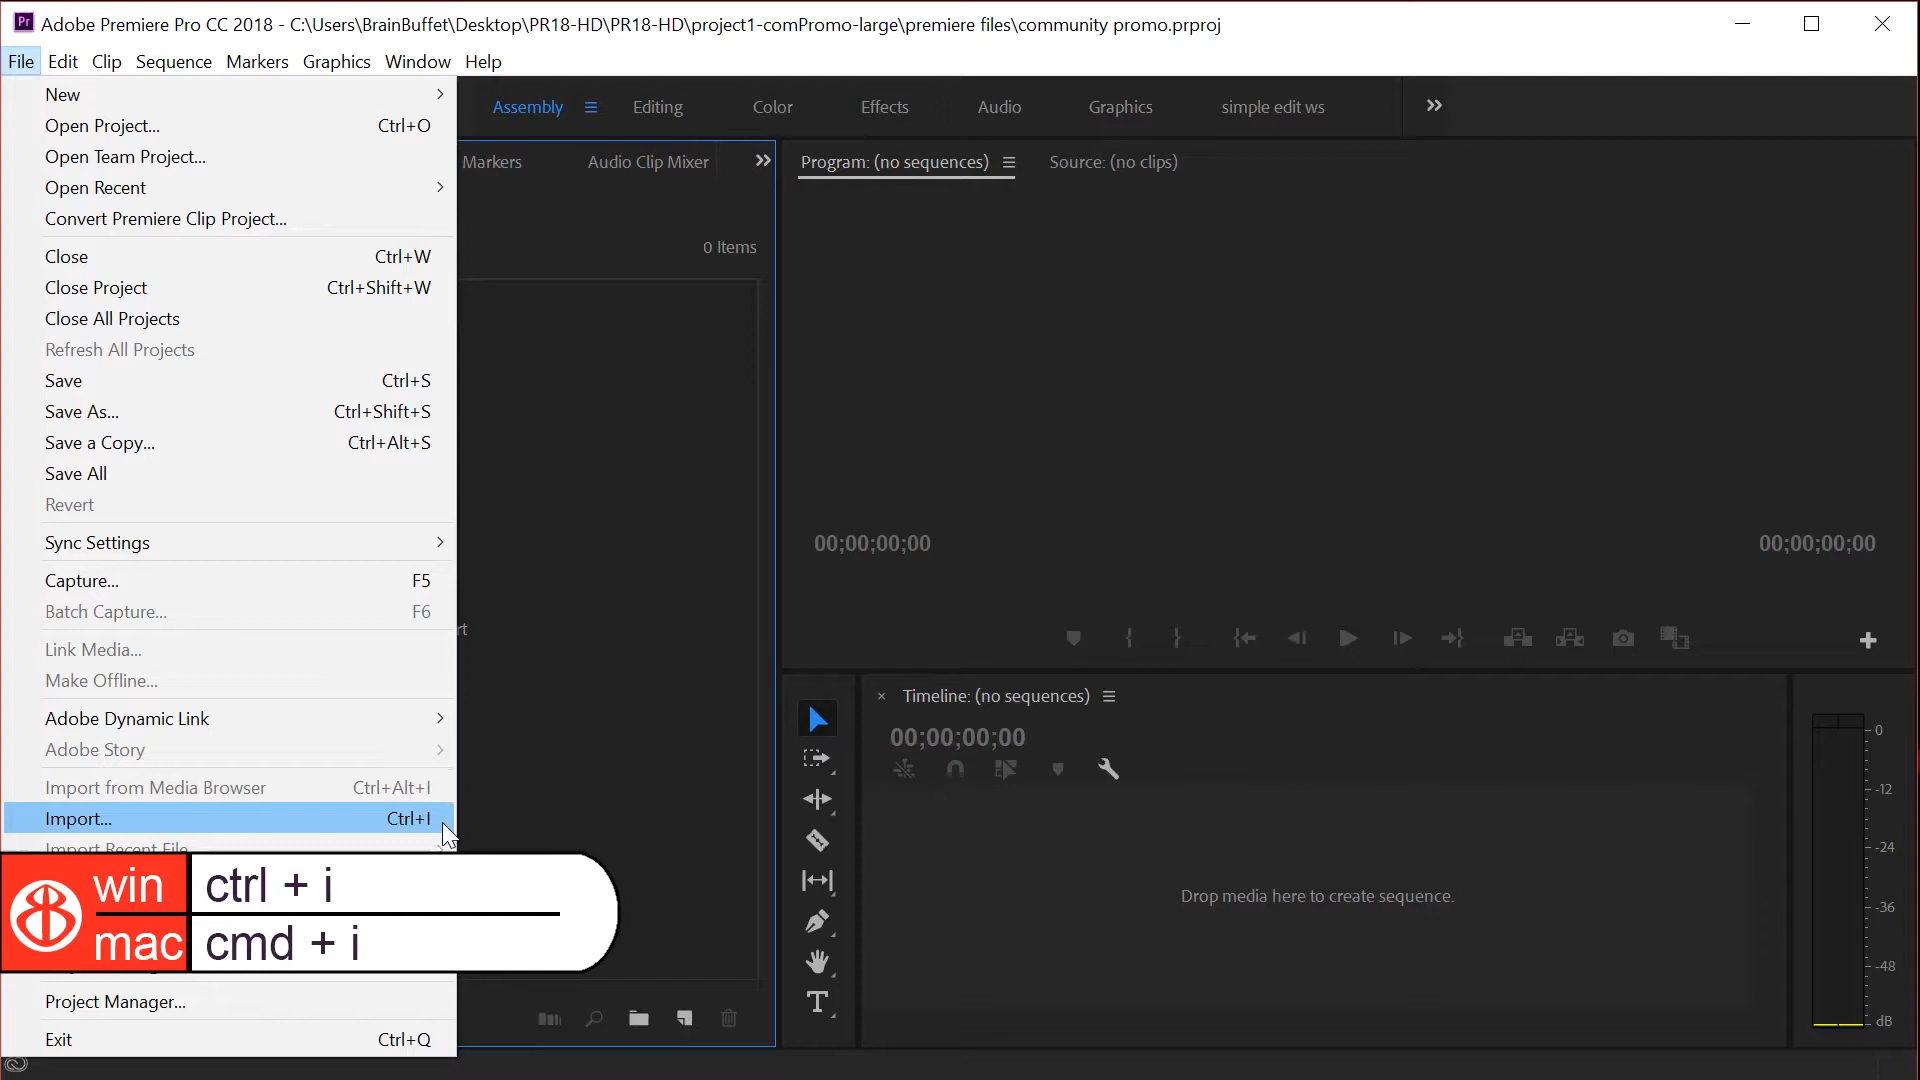 Adobe Premiere Pro CC 2018 - C:\Users\BrainBuffet\Desktop\PR18-HD\PR18-HD\project1-comPromo-large\premiere files\community promo.prproj
File Edit Clip Sequence Markers Graphics Window Help
New
Open Project... Ctrl+O
Open Team Project...
Open Recent
Convert Premiere Clip Project...
Close Ctrl+W
Close Project Ctrl+Shift+W
Close All Projects
Refresh All Projects
Save Ctrl+S
Save As... Ctrl+Shift+S
Save a Copy... Ctrl+Alt+S
Save All
Revert
Sync Settings
Capture... F5
Batch Capture... F6
Link Media...
Make Offline...
Adobe Dynamic Link
Adobe Story
Import from Media Browser Ctrl+Alt+I
Import... Ctrl+I
Import Recent File
win ctrl + i
mac cmd + i
Project Manager...
Exit Ctrl+Q
Assembly Editing Color Effects Audio Graphics simple edit ws
Markers Audio Clip Mixer
0 Items
rt
Program: (no sequences) Source: (no clips)
00;00;00;00 00;00;00;00
Timeline: (no sequences)
00;00;00;00
Drop media here to create sequence.
0
-12
-24
-36
-48
dB